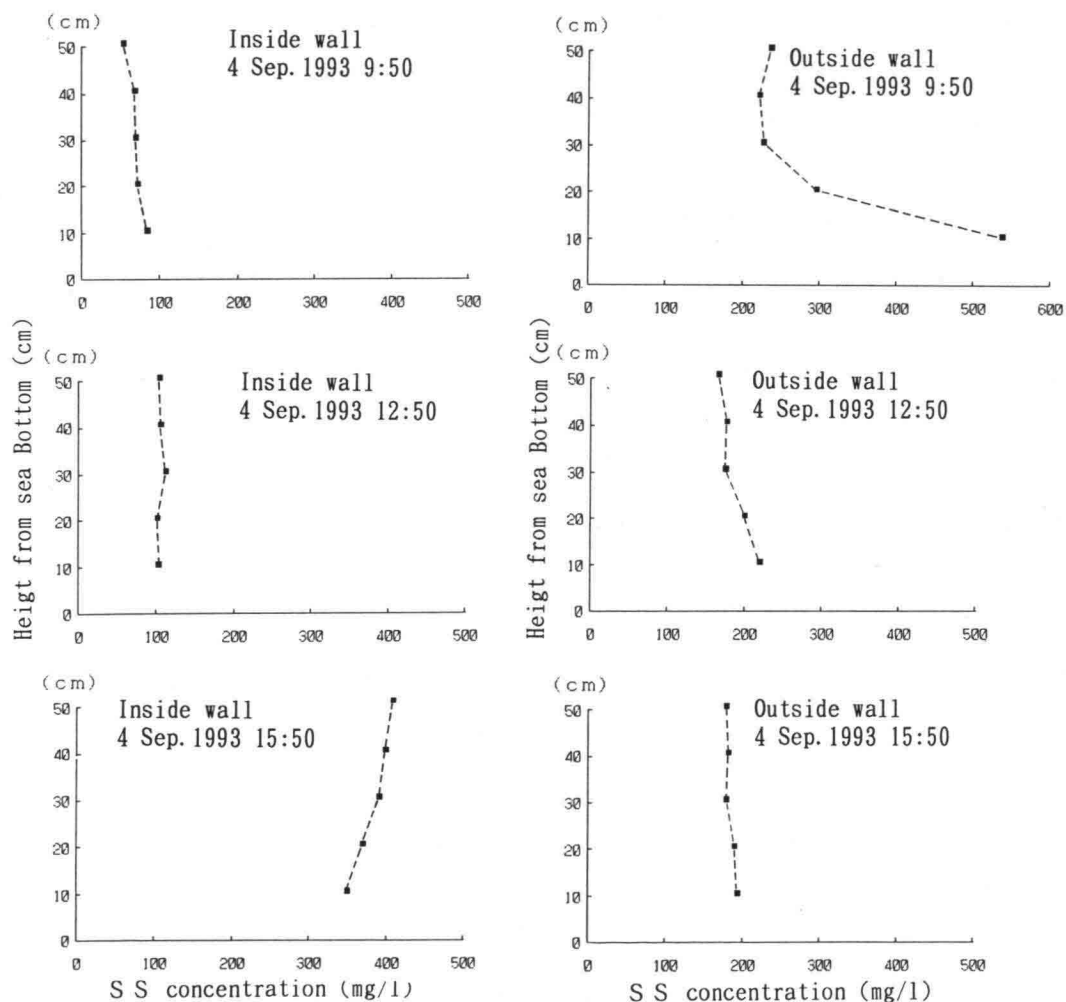 (cm)
Inside wall
4 Sep.1993 9:50
50
40
30
20
10
0
0 100 200 300 400 500
(cm)
Outside wall
4 Sep.1993 9:50
50
40
30
20
10
0
0 100 200 300 400 500 600
Heigt from sea Bottom (cm)
(cm)
Inside wall
4 Sep.1993 12:50
50
40
30
20
10
0
0 100 200 300 400 500
Heigt from sea Bottom (cm)
(cm)
Outside wall
4 Sep.1993 12:50
50
40
30
20
10
0
0 100 200 300 400 500
(cm)
Inside wall
4 Sep.1993 15:50
50
40
30
20
10
0
0 100 200 300 400 500
SS concentration (mg/l)
(cm)
Outside wall
4 Sep.1993 15:50
50
40
30
20
10
0
0 100 200 300 400 500
SS concentration (mg/l)